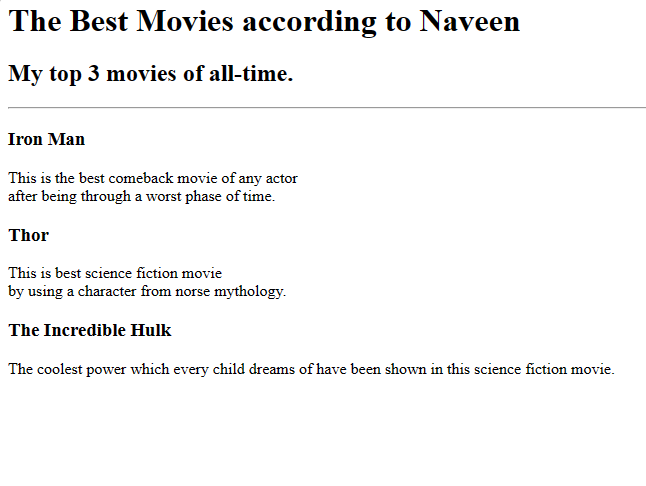 The Best Movies according to Naveen
My top 3 movies of all-time.
Iron Man
This is the best comeback movie of any actor
after being through a worst phase of time.
Thor
This is best science fiction movie
by using a character from norse mythology.
The Incredible Hulk
The coolest power which every child dreams of have been shown in this science fiction movie.